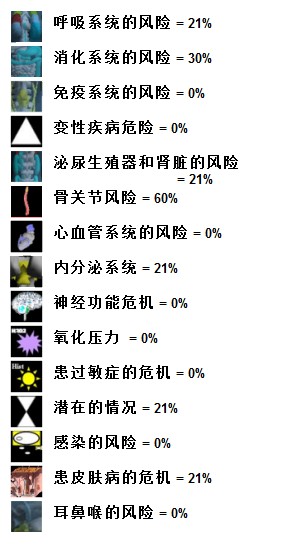 呼吸系统的风险 = 21%
消化系统的风险 = 30%
免疫系统的风险 = 0%
变性疾病危险 = 0%
泌尿生殖器和肾脏的风险
= 21%
骨关节风险 = 60%
心血管系统的风险 = 0%
内分泌系统 = 21%
神经功能危机 = 0%
氧化压力 = 0%
Hist
患过敏症的危机 = 0%
潜在的情况 = 21%
感染的风险 = 0%
患皮肤病的危机 = 21%
耳鼻喉的风险 = 0%